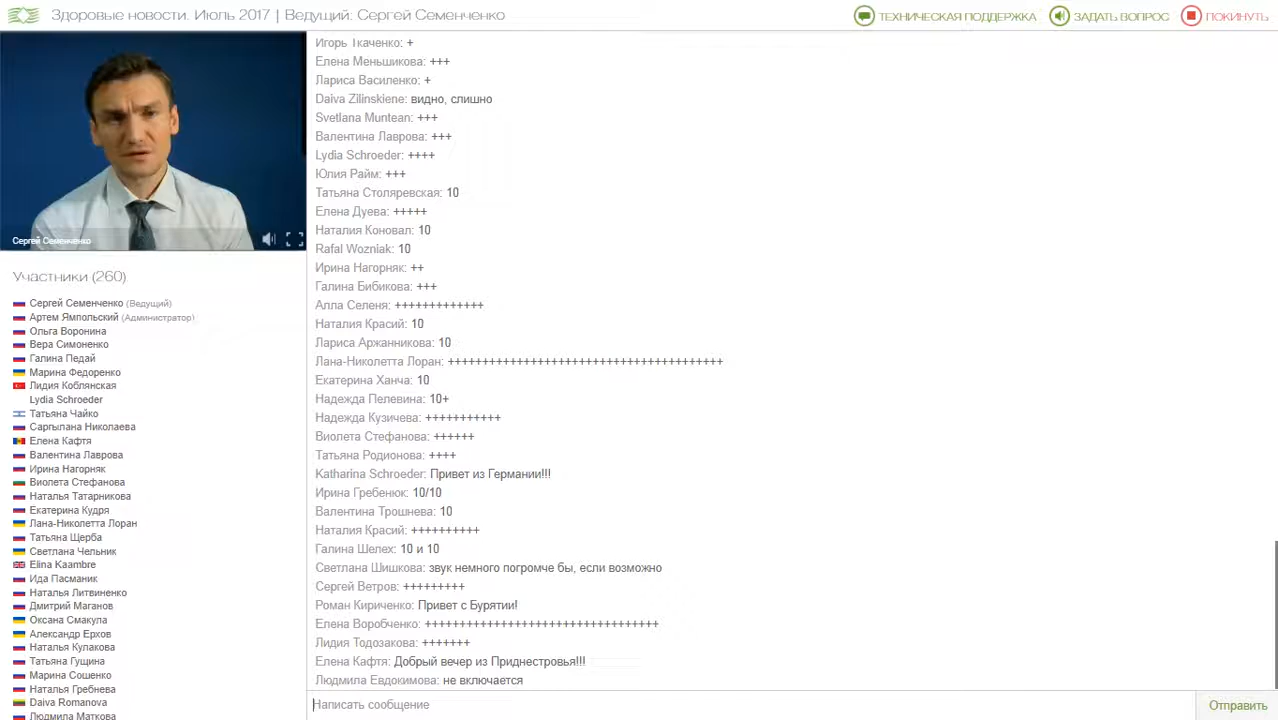 Здоровые новости. Июль 2017 | Ведущий: Сергей Семенченко
ТЕХНИЧЕСКАЯ ПОДДЕРЖКА
ЗАДАТЬ ВОПРОС
ПОКИНУТЬ
Сергей Семенченко
Участники (260)
Сергей Семенченко (Ведущий)
Артем Ямпольский (Администратор)
Ольга Воронина
Вера Симоненко
Галина Педай
Марина Федоренко
Лидия Коблянская
Lydia Schroeder
Татьяна Чайко
Саргылана Николаева
Елена Кафтя
Валентина Лаврова
Ирина Нагорняк
Виолета Стефанова
Наталья Татарникова
Екатерина Кудря
Лана-Николетта Лоран
Татьяна Щерба
Светлана Чельник
Elina Kaambre
Ида Пасманик
Наталья Литвиненко
Дмитрий Маганов
Оксана Смакула
Александр Ерхов
Наталья Кулакова
Татьяна Гущина
Марина Сошенко
Наталья Гребнева
Daiva Romanova
Людмила Маткова
Игорь Ткаченко: +
Елена Меньшикова: +++
Лариса Василенко: +
Daiva Zilinskiene: видно, слишно
Svetlana Muntean: +++
Валентина Лаврова: +++
Lydia Schroeder: ++++
Юлия Райм: +++
Татьяна Столяревская: 10
Елена Дуева: +++++
Наталия Коновал: 10
Rafal Wozniak: 10
Ирина Нагорняк: ++
Галина Бибикова: +++
Алла Селеня: +++++++++++++
Наталия Красий: 10
Лариса Аржанникова: 10
Лана-Николетта Лоран: ++++++++++++++++++++++++++++++++++++++++
Екатерина Ханча: 10
Надежда Пелевина: 10+
Надежда Кузичева: +++++++++++
Виолета Стефанова: ++++++
Татьяна Родионова: ++++
Katharina Schroeder: Привет из Германии!!!
Ирина Гребенюк: 10/10
Валентина Трошнева: 10
Наталия Красий: ++++++++++
Галина Шелех: 10 и 10
Светлана Шишкова: звук немного погромче бы, если возможно
Сергей Ветров: +++++++++
Роман Кириченко: Привет с Бурятии!
Елена Воробченко: ++++++++++++++++++++++++++++++++++
Лидия Тодозакова: +++++++
Елена Кафтя: Добрый вечер из Приднестровья!!!
Людмила Евдокимова: не включается
Написать сообщение
Отправить